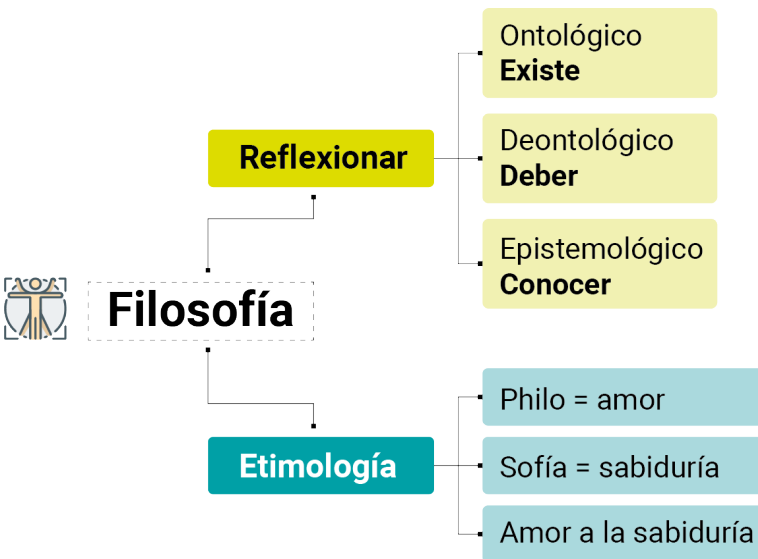 Filosofía
Reflexionar
Ontológico
Existe
Deontológico
Deber
Epistemológico
Conocer
Etimología
Philo = amor
Sofía = sabiduría
Amor a la sabiduría